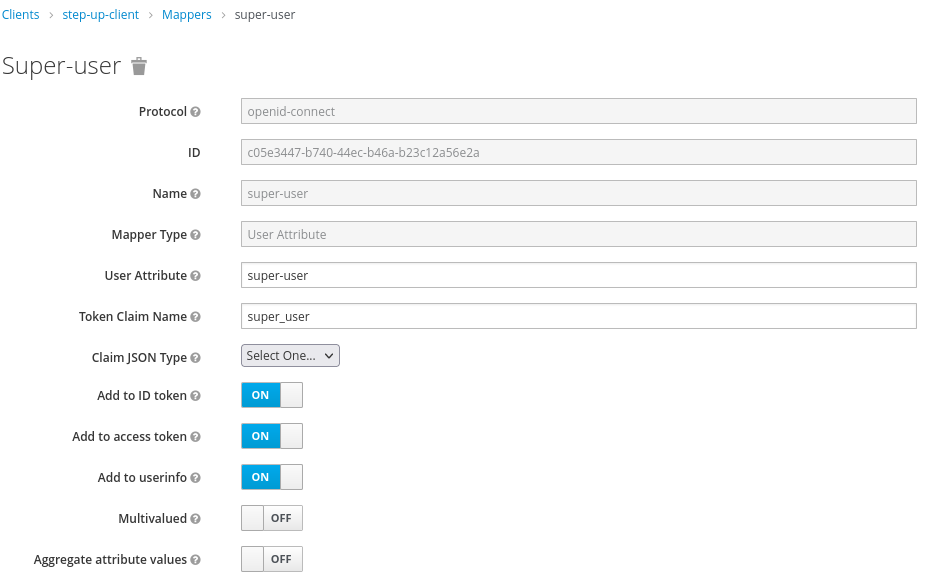 Clients › step-up-client › Mappers › super-user
Super-user
Protocol ? openid-connect
ID c05e3447-b740-44ec-b46a-b23c12a56e2a
Name ? super-user
Mapper Type ? User Attribute
User Attribute ? super-user
Token Claim Name ? super_user
Claim JSON Type ? Select One...
Add to ID token ? ON
Add to access token ? ON
Add to userinfo ? ON
Multivalued ? OFF
Aggregate attribute values ? OFF